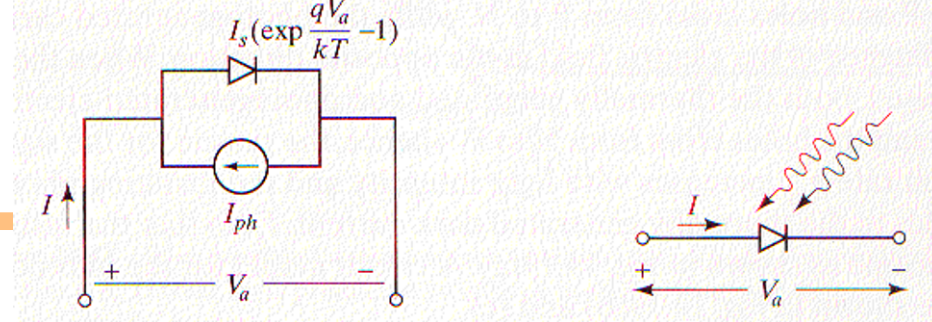 I_s(exp qV_a/kT −1)
I_ph
I
+ V_a −
I
+ V_a −